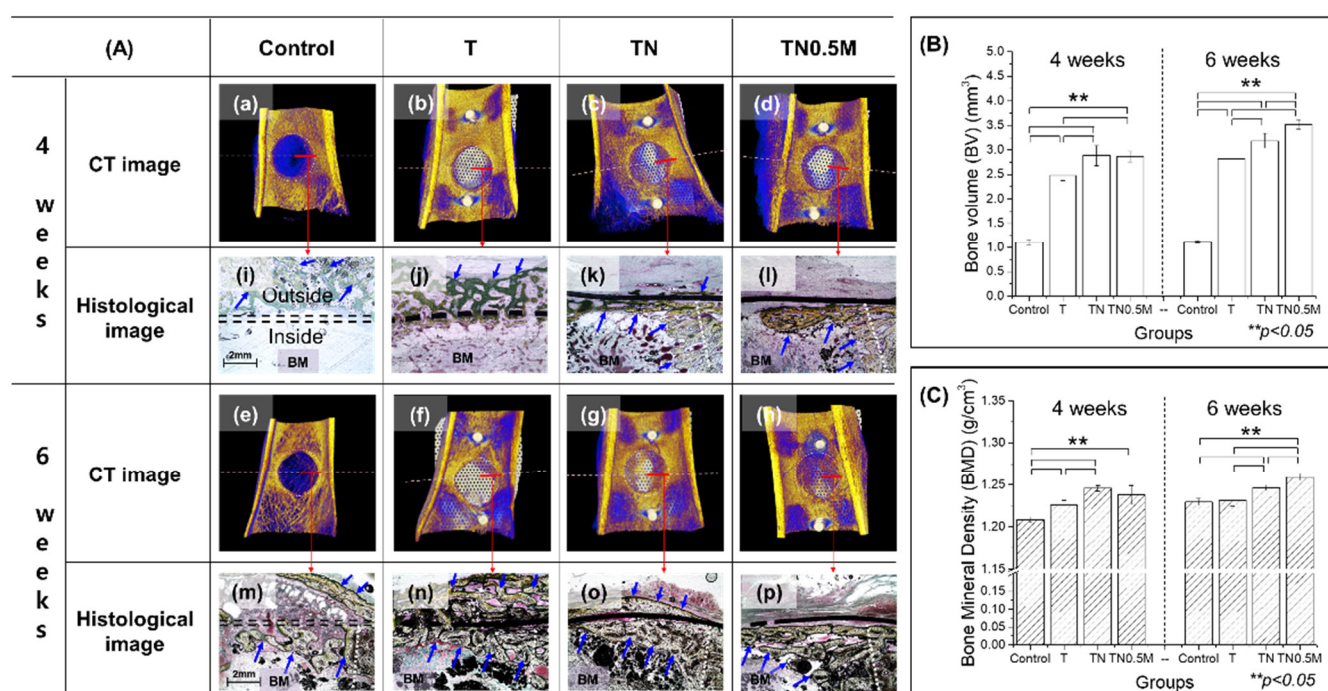 (A) Control T TN TN0.5M
4 weeks
CT image
(a) (b) (c) (d)
Histological image
(i) Outside Inside 2mm BM
(j) BM
(k) BM
(l) BM
6 weeks
CT image
(e) (f) (g) (h)
Histological image
(m) 2mm BM
(n) BM
(o) BM
(p) BM
(B)
4 weeks 6 weeks
** **
Bone volume (BV) (mm³)
5.0
4.5
4.0
3.5
3.0
2.5
2.0
1.5
1.0
0.5
0.0
Control T TN TN0.5M -- Control T TN TN0.5M
Groups **p<0.05
(C)
4 weeks 6 weeks
** **
Bone Mineral Density (BMD) (g/cm³)
1.35
1.30
1.25
1.20
1.15
0.20
0.15
0.10
0.05
0.00
Control T TN TN0.5M -- Control T TN TN0.5M
Groups **p<0.05